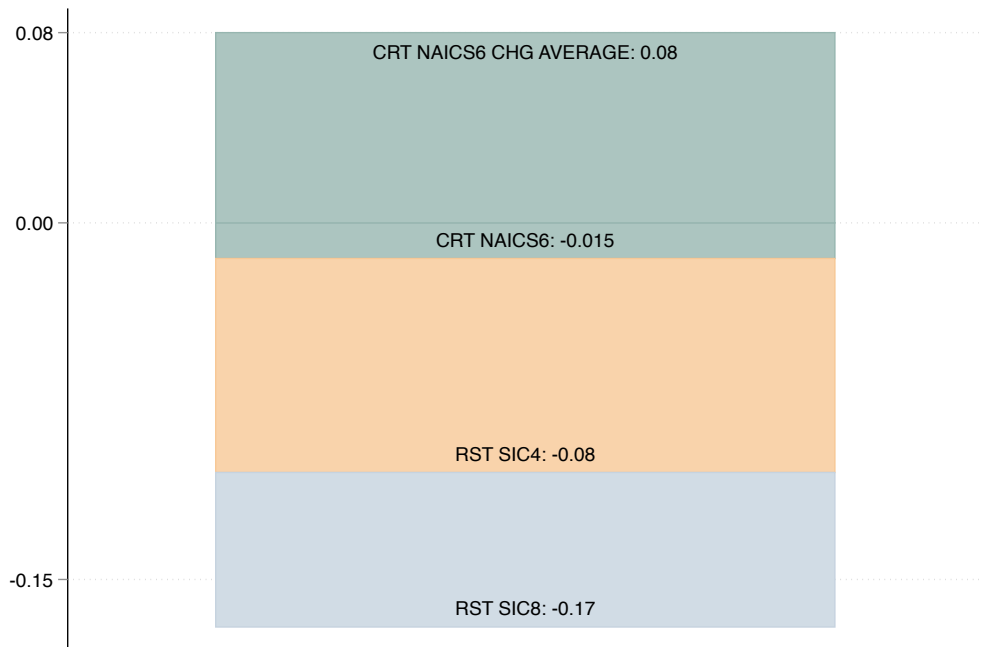 0.08
CRT NAICS6 CHG AVERAGE: 0.08
0.00
CRT NAICS6: -0.015
RST SIC4: -0.08
-0.15
RST SIC8: -0.17